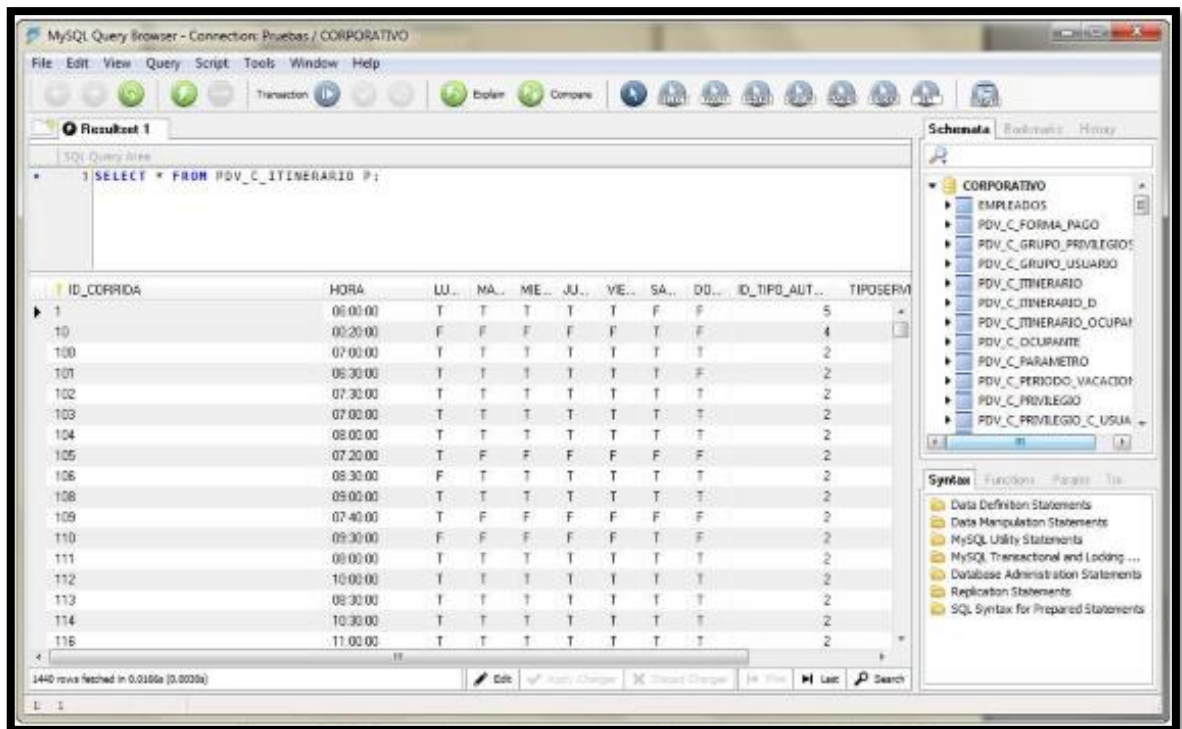 MySQL Query Browser - Connection: Pruebas / CORPORATIVO
File Edit View Query Script Tools Window Help
Transaction Explain Compare
Resultset 1
SQL Query Area
1 SELECT * FROM PDV_C_ITINERARIO P;
ID_CORRIDA HORA LU... MA... MIE... JU... VIE... SA... DO... ID_TIPO_AUT... TIPOSERVI
1 06:00:00 T T T T T F F 5
10 00:20:00 F F F F F T F 4
100 07:00:00 T T T T T T T 2
101 06:30:00 T T T T T T F 2
102 07:30:00 T T T T T T T 2
103 07:00:00 T T T T T T T 2
104 08:00:00 T T T T T T T 2
105 07:20:00 T F F F F F F 2
106 08:30:00 F T T T T T T 2
108 09:00:00 T T T T T T T 2
109 07:40:00 T F F F F F F 2
110 09:30:00 F F F F F T F 2
111 08:00:00 T T T T T T T 2
112 10:00:00 T T T T T T T 2
113 08:30:00 T T T T T T T 2
114 10:30:00 T T T T T T T 2
116 11:00:00 T T T T T T T 2
1440 rows fetched in 0.0166s
Edit Apply Changes Discard Changes First Last Search
1: 1
Schemata Bookmarks History
CORPORATIVO
EMPLEADOS
PDV_C_FORMA_PAGO
PDV_C_GRUPO_PRIVILEGIOS
PDV_C_GRUPO_USUARIO
PDV_C_ITINERARIO
PDV_C_ITINERARIO_D
PDV_C_ITINERARIO_OCUPAN
PDV_C_OCUPANTE
PDV_C_PARAMETRO
PDV_C_PERIODO_VACACION
PDV_C_PRIVILEGIO
PDV_C_PRIVILEGIO_C_USUA
Syntax Functions Params Trx
Data Definition Statements
Data Manipulation Statements
MySQL Utility Statements
MySQL Transactional and Locking ...
Database Administration Statements
Replication Statements
SQL Syntax for Prepared Statements